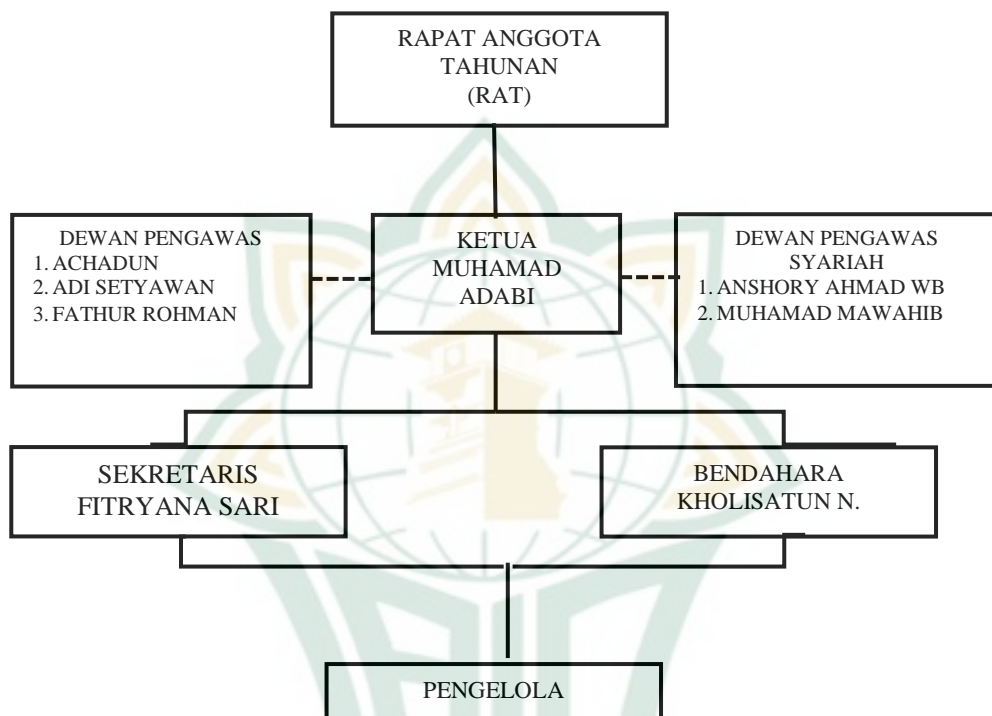 RAPAT ANGGOTA
TAHUNAN
(RAT)
DEWAN PENGAWAS
1. ACHADUN
2. ADI SETYAWAN
3. FATHUR ROHMAN
KETUA
MUHAMAD
ADABI
DEWAN PENGAWAS
SYARIAH
1. ANSHORY AHMAD WB
2. MUHAMAD MAWAHIB
SEKRETARIS
FITRYANA SARI
BENDAHARA
KHOLISATUN N.
PENGELOLA